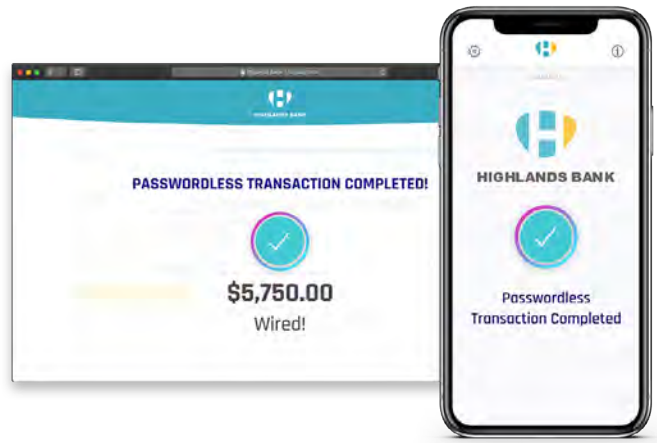 HIGHLANDS BANK
PASSWORDLESS TRANSACTION COMPLETED!
$5,750.00
Wired!
HIGHLANDS BANK
Passwordless
Transaction Completed